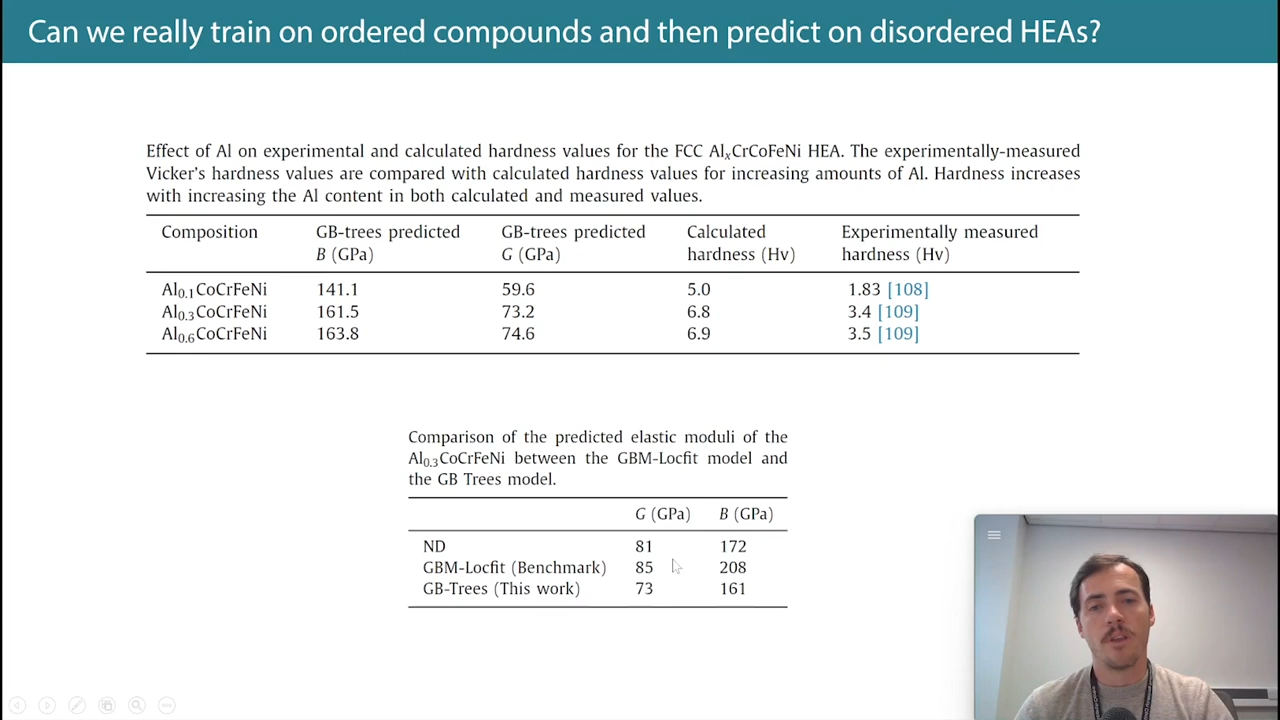 Can we really train on ordered compounds and then predict on disordered HEAs?
Effect of Al on experimental and calculated hardness values for the FCC AlₓCrCoFeNi HEA. The experimentally-measured
Vicker's hardness values are compared with calculated hardness values for increasing amounts of Al. Hardness increases
with increasing the Al content in both calculated and measured values.
Composition GB-trees predicted GB-trees predicted Calculated Experimentally measured
B (GPa) G (GPa) hardness (Hv) hardness (Hv)
Al₀.₁CoCrFeNi 141.1 59.6 5.0 1.83 [108]
Al₀.₃CoCrFeNi 161.5 73.2 6.8 3.4 [109]
Al₀.₆CoCrFeNi 163.8 74.6 6.9 3.5 [109]
Comparison of the predicted elastic moduli of the
Al₀.₃CoCrFeNi between the GBM-Locfit model and
the GB Trees model.
G (GPa) B (GPa)
ND 81 172
GBM-Locfit (Benchmark) 85 208
GB-Trees (This work) 73 161